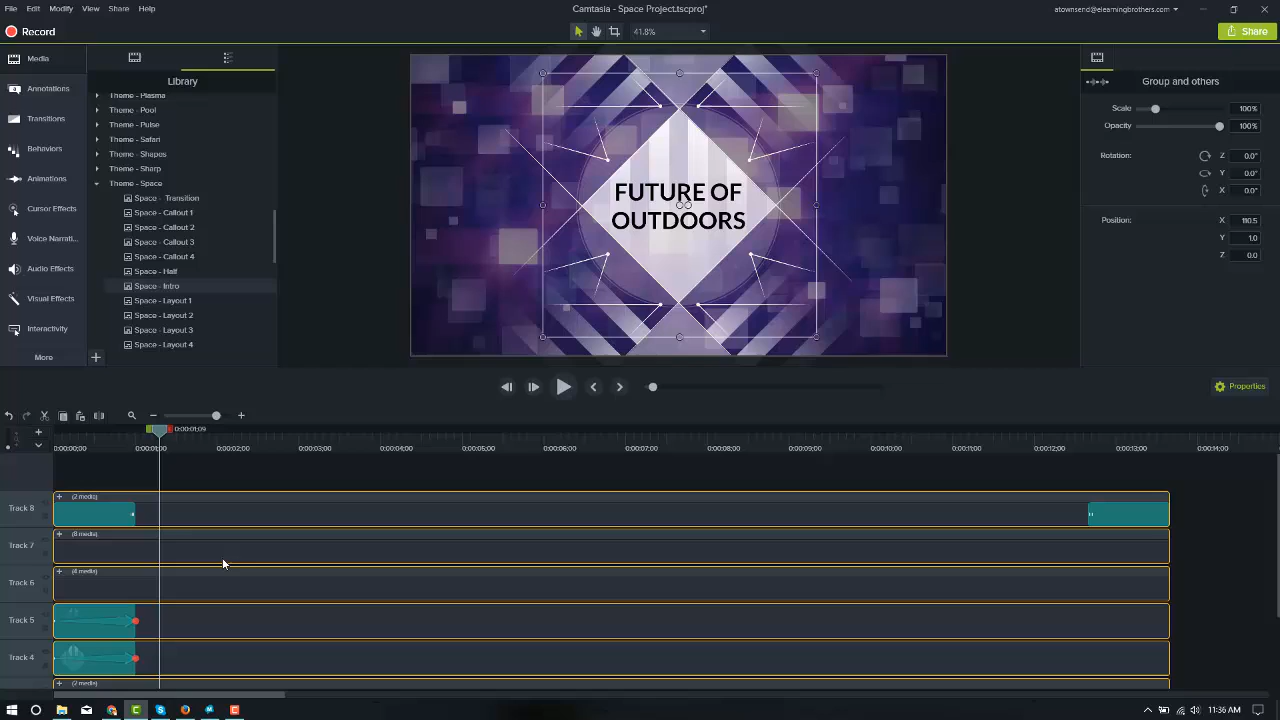 File Edit Modify View Share Help
Camtasia - Space Project.tscproj*
atownsend@elearningbrothers.com
Record
41.8%
Share
Media
Annotations
Transitions
Behaviors
Animations
Cursor Effects
Voice Narrati...
Audio Effects
Visual Effects
Interactivity
More
Library
Theme - Plasma
Theme - Pool
Theme - Pulse
Theme - Safari
Theme - Shapes
Theme - Sharp
Theme - Space
Space - Transition
Space - Callout 1
Space - Callout 2
Space - Callout 3
Space - Callout 4
Space - Half
Space - Intro
Space - Layout 1
Space - Layout 2
Space - Layout 3
Space - Layout 4
FUTURE OF
OUTDOORS
Group and others
Scale 100%
Opacity 100%
Rotation: Z 0.0°
Y 0.0°
X 0.0°
Position: X 110.5
Y 1.0
Z 0.0
Properties
0:00:01;09
0:00:00;00 0:00:01;00 0:00:02;00 0:00:03;00 0:00:04;00 0:00:05;00 0:00:06;00 0:00:07;00 0:00:08;00 0:00:09;00 0:00:10;00 0:00:11;00 0:00:12;00 0:00:13;00 0:00:14;00
Track 8 (2 media)
Track 7 (8 media)
Track 6 (4 media)
Track 5
Track 4
(2 media)
11:36 AM